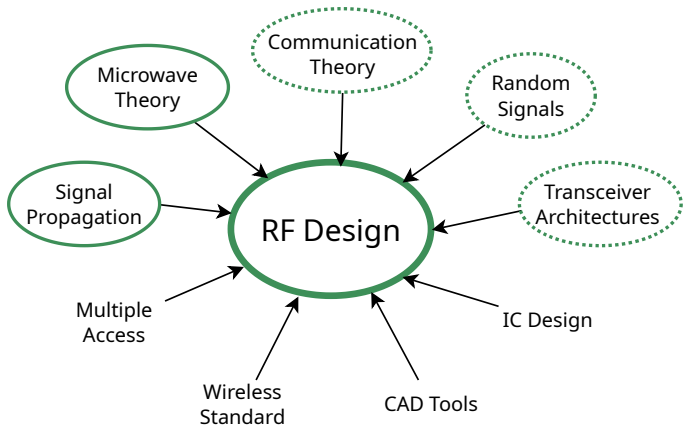 Communication
Theory
Microwave
Theory
Random
Signals
Signal
Propagation
Transceiver
Architectures
RF Design
Multiple
Access
IC Design
Wireless
Standard
CAD Tools